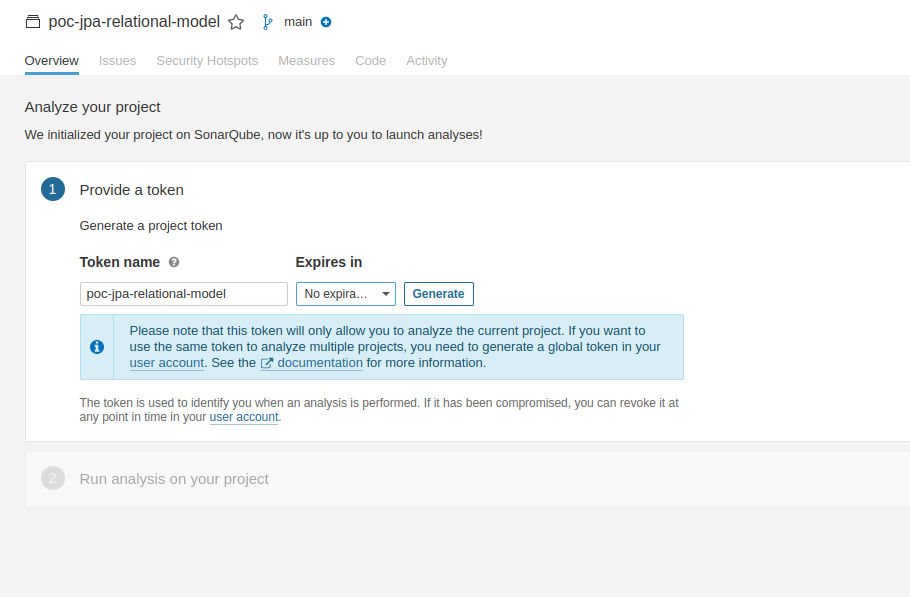 poc-jpa-relational-model main
Overview Issues Security Hotspots Measures Code Activity
Analyze your project
We initialized your project on SonarQube, now it's up to you to launch analyses!
1 Provide a token
Generate a project token
Token name ? Expires in
poc-jpa-relational-model No expira... Generate
Please note that this token will only allow you to analyze the current project. If you want to
use the same token to analyze multiple projects, you need to generate a global token in your
user account. See the documentation for more information.
The token is used to identify you when an analysis is performed. If it has been compromised, you can revoke it at
any point in time in your user account.
2 Run analysis on your project